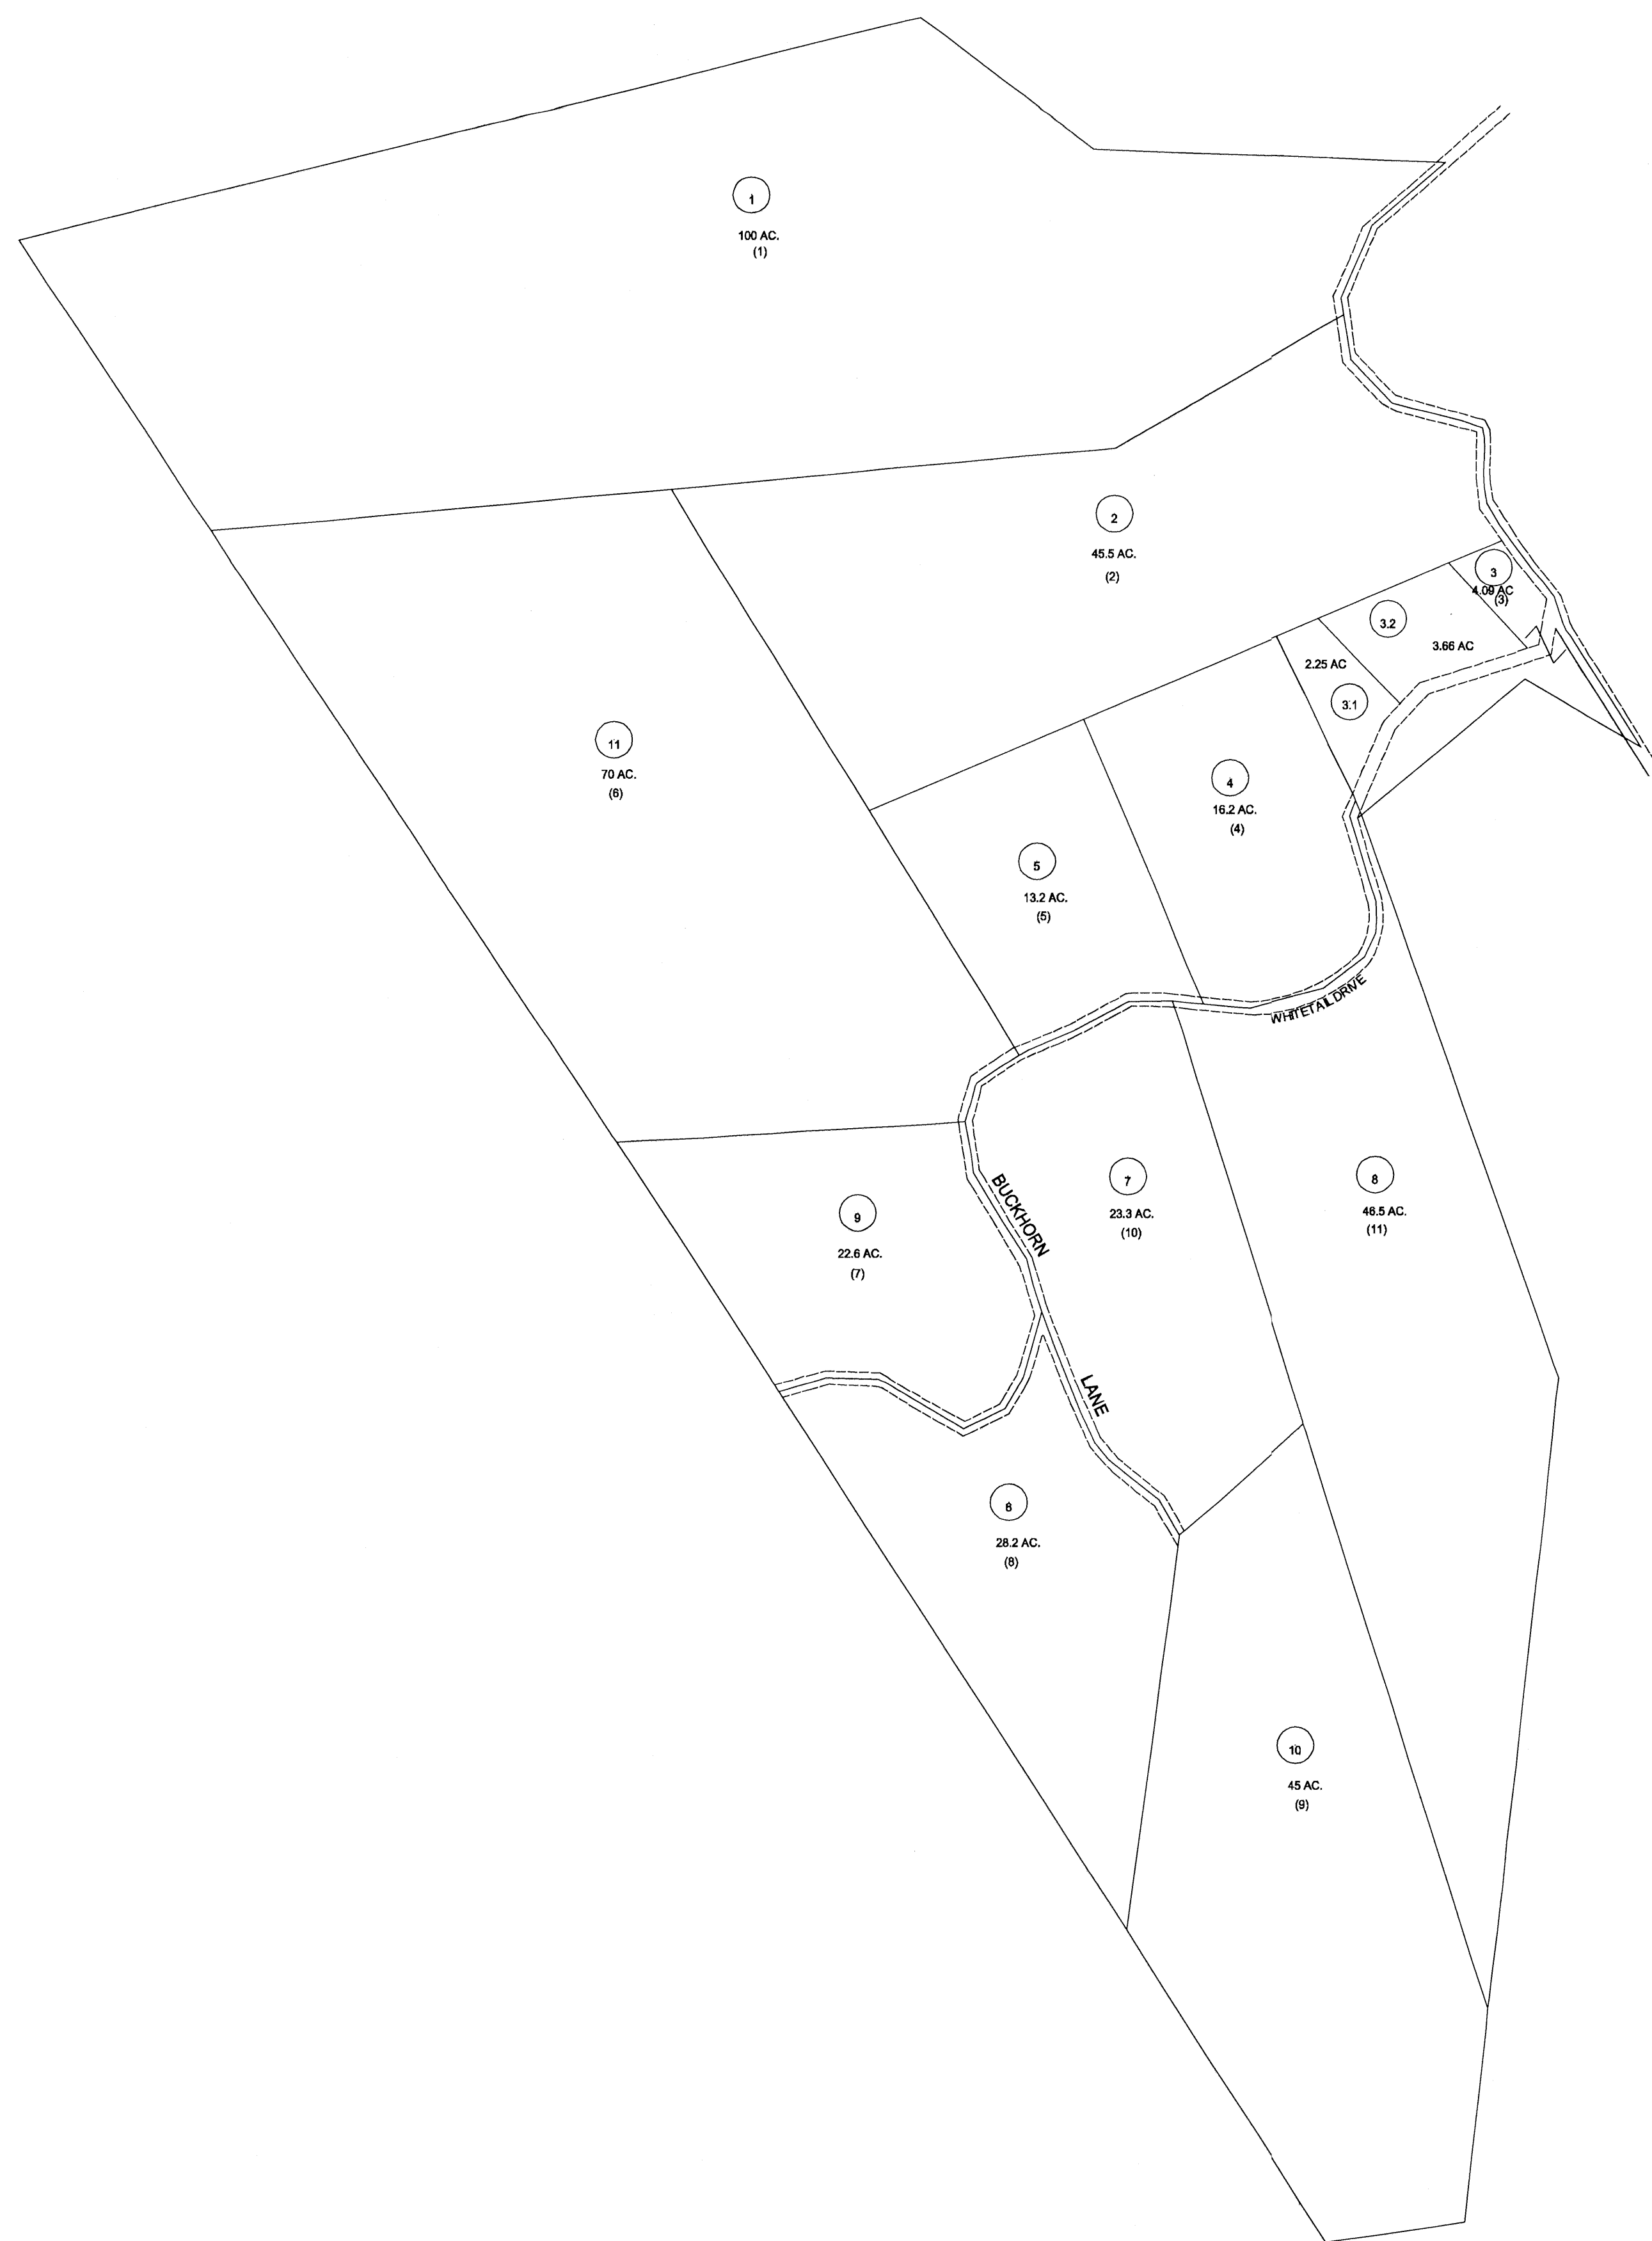 1
100 AC.
(1)
2
45.5 AC.
(2)
3
4.09 AC
(3)
3.2
3.66 AC
2.25 AC
3.1
11
70 AC.
(6)
4
16.2 AC.
(4)
5
13.2 AC.
(5)
WHITETAIL DRIVE
BUCKHORN
LANE
7
23.3 AC.
(10)
8
46.5 AC.
(11)
9
22.6 AC.
(7)
6
28.2 AC.
(8)
10
45 AC.
(9)